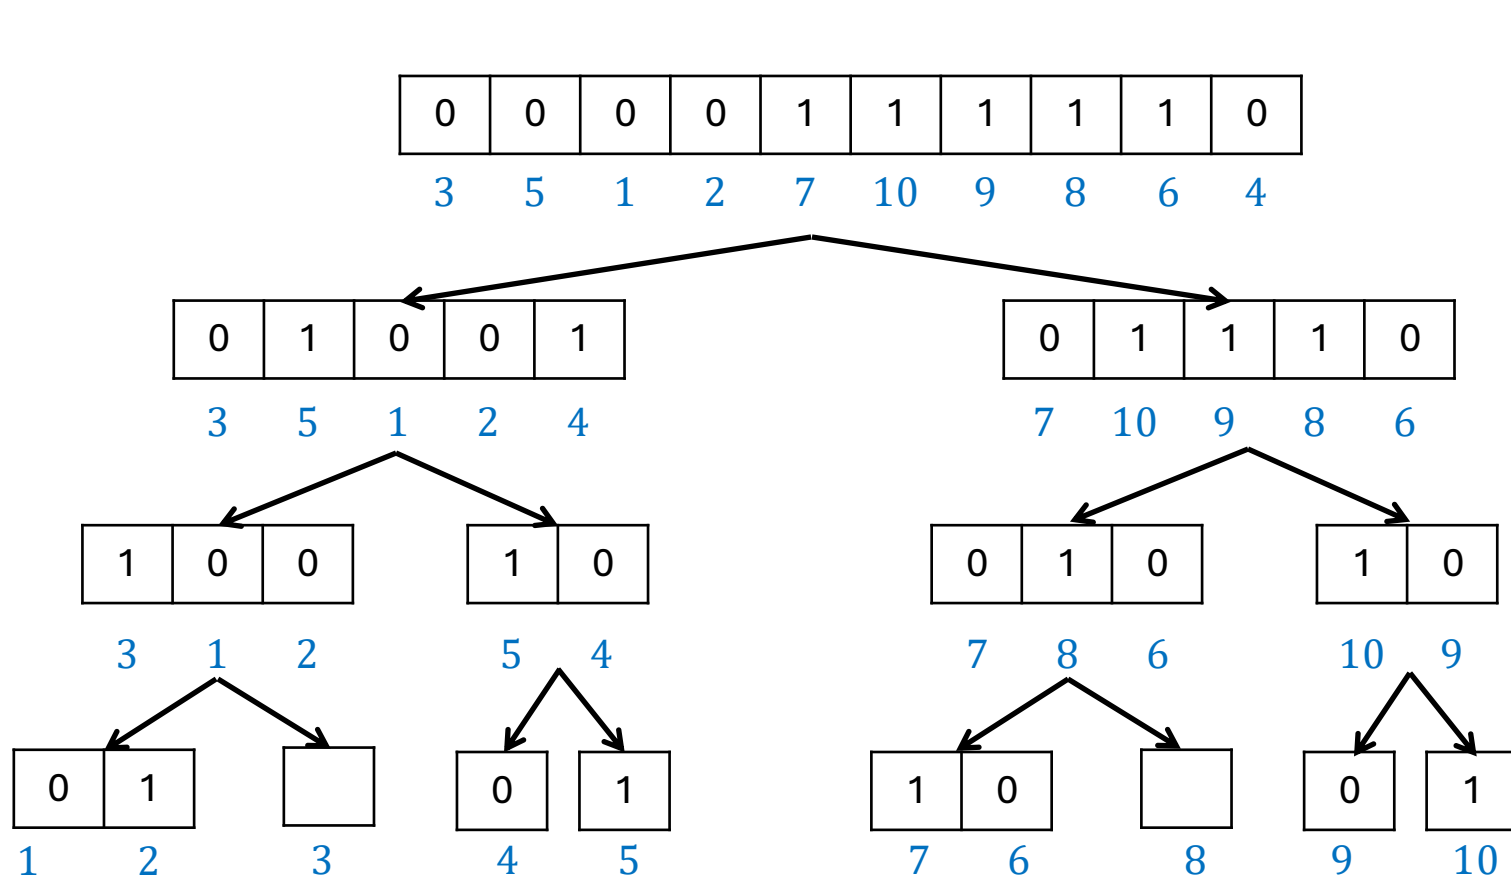 0 0 0 0 1 1 1 1 1 0
3 5 1 2 7 10 9 8 6 4
0 1 0 0 1 0 1 1 1 0
3 5 1 2 4 7 10 9 8 6
1 0 0 1 0 0 1 0 1 0
3 1 2 5 4 7 8 6 10 9
0 1 0 1 1 0 0 1
1 2 3 4 5 7 6 8 9 10